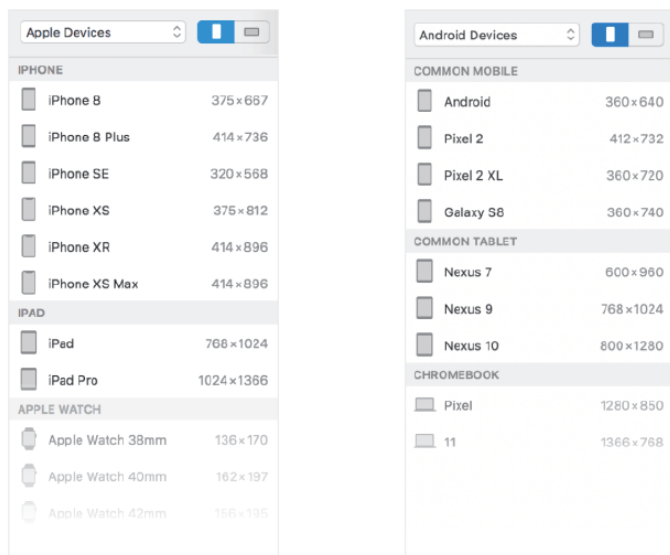 Apple Devices
IPHONE
iPhone 8 375×667
iPhone 8 Plus 414×736
iPhone SE 320×568
iPhone XS 375×812
iPhone XR 414×896
iPhone XS Max 414×896
IPAD
iPad 768×1024
iPad Pro 1024×1366
APPLE WATCH
Apple Watch 38mm 136×170
Apple Watch 40mm 162×197
Apple Watch 42mm 156×195
Android Devices
COMMON MOBILE
Android 360×640
Pixel 2 412×732
Pixel 2 XL 360×720
Galaxy S8 360×740
COMMON TABLET
Nexus 7 600×960
Nexus 9 768×1024
Nexus 10 800×1280
CHROMEBOOK
Pixel 1280×850
11 1366×768